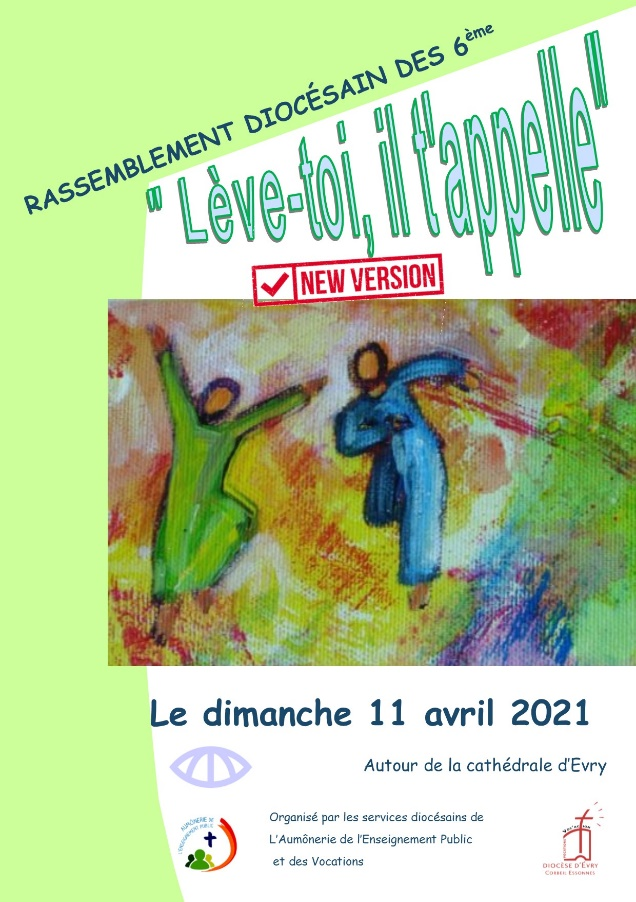 RASSEMBLEMENT DIOCÉSAIN DES 6ème
" Lève-toi, il t'appelle"
NEW VERSION
Le dimanche 11 avril 2021
Autour de la cathédrale d’Evry
Organisé par les services diocésains de
L’Aumônerie de l’Enseignement Public
et des Vocations
AUMÔNERIE DE
L'ENSEIGNEMENT PUBLIC
DIOCÈSE D'ÉVRY
CORBEIL-ESSONNES